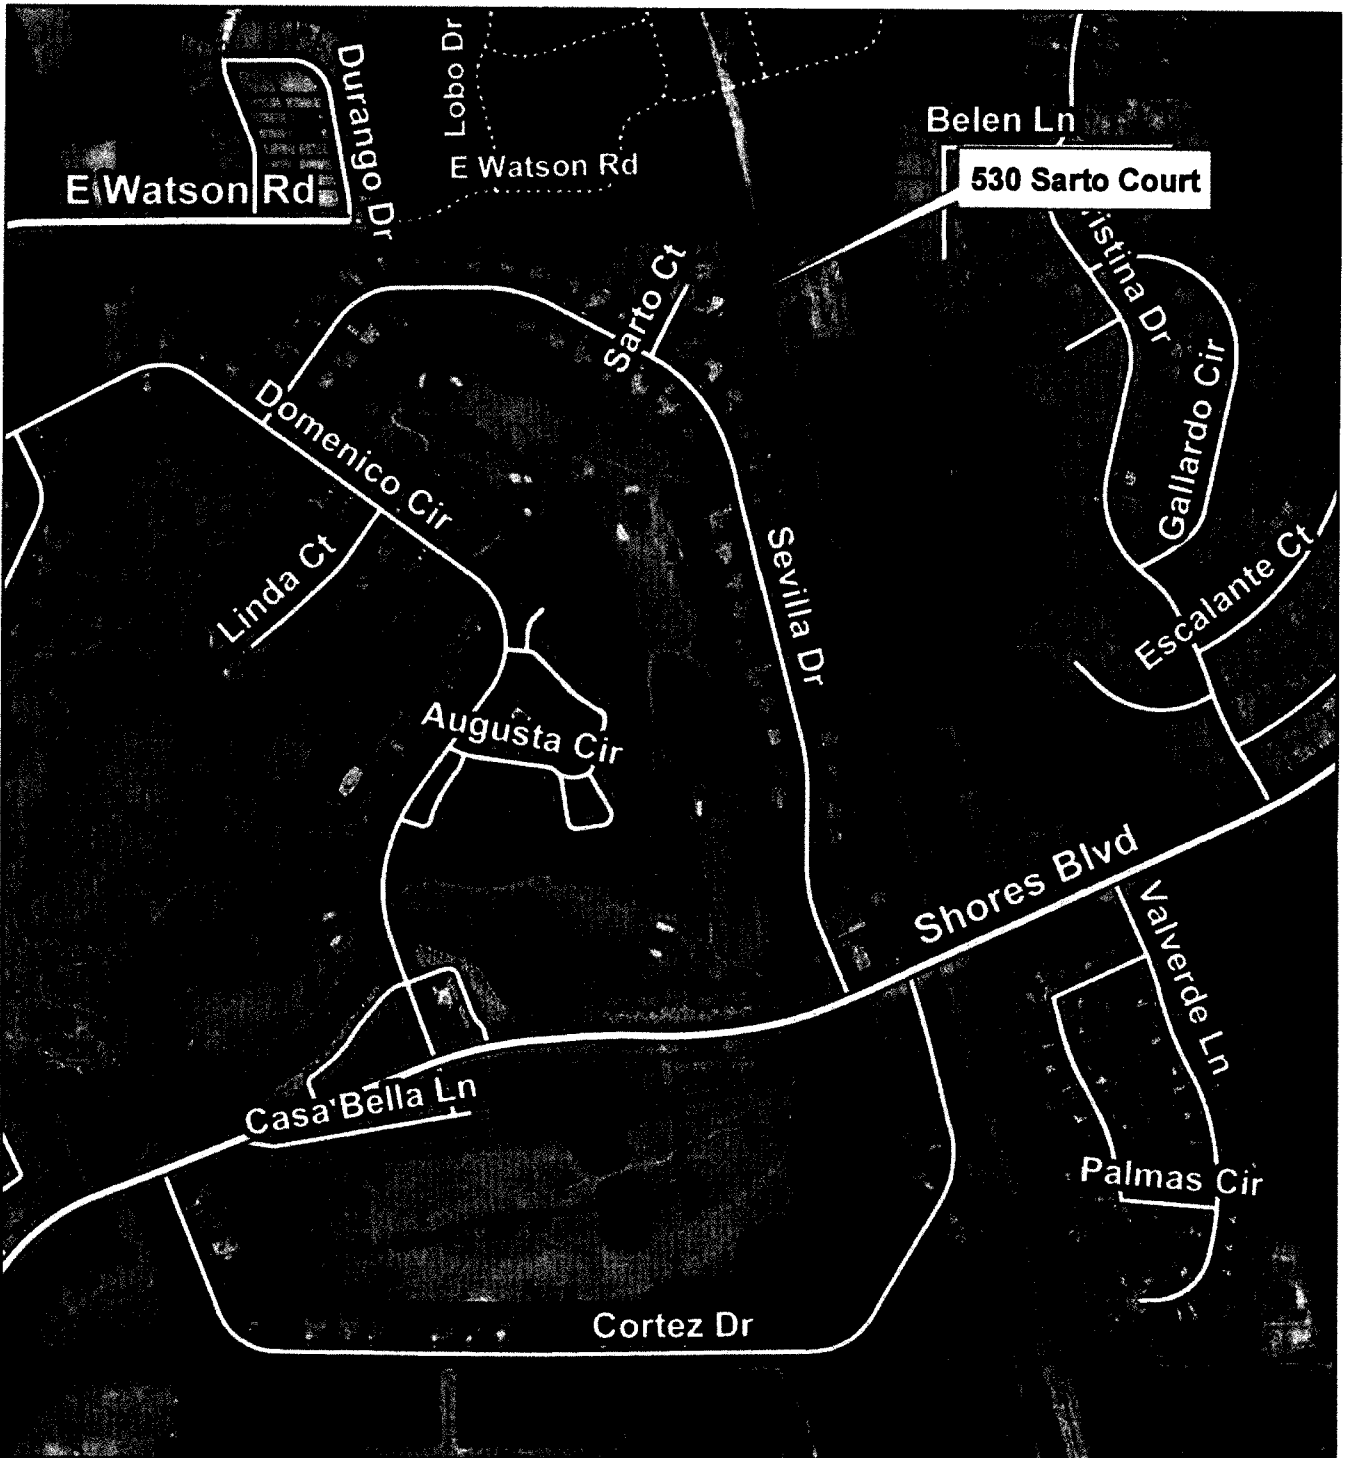 Durango Dr
Lobo Dr
Belen Ln
E Watson Rd
E Watson Rd
530 Sarto Court
istina Dr
Sarto Ct
Gallardo Cir
Domenico Cir
Linda Ct
Sevilla Dr
Escalante Ct
Augusta Cir
Shores Blvd
Valverde Ln
Casa Bella Ln
Palmas Cir
Cortez Dr